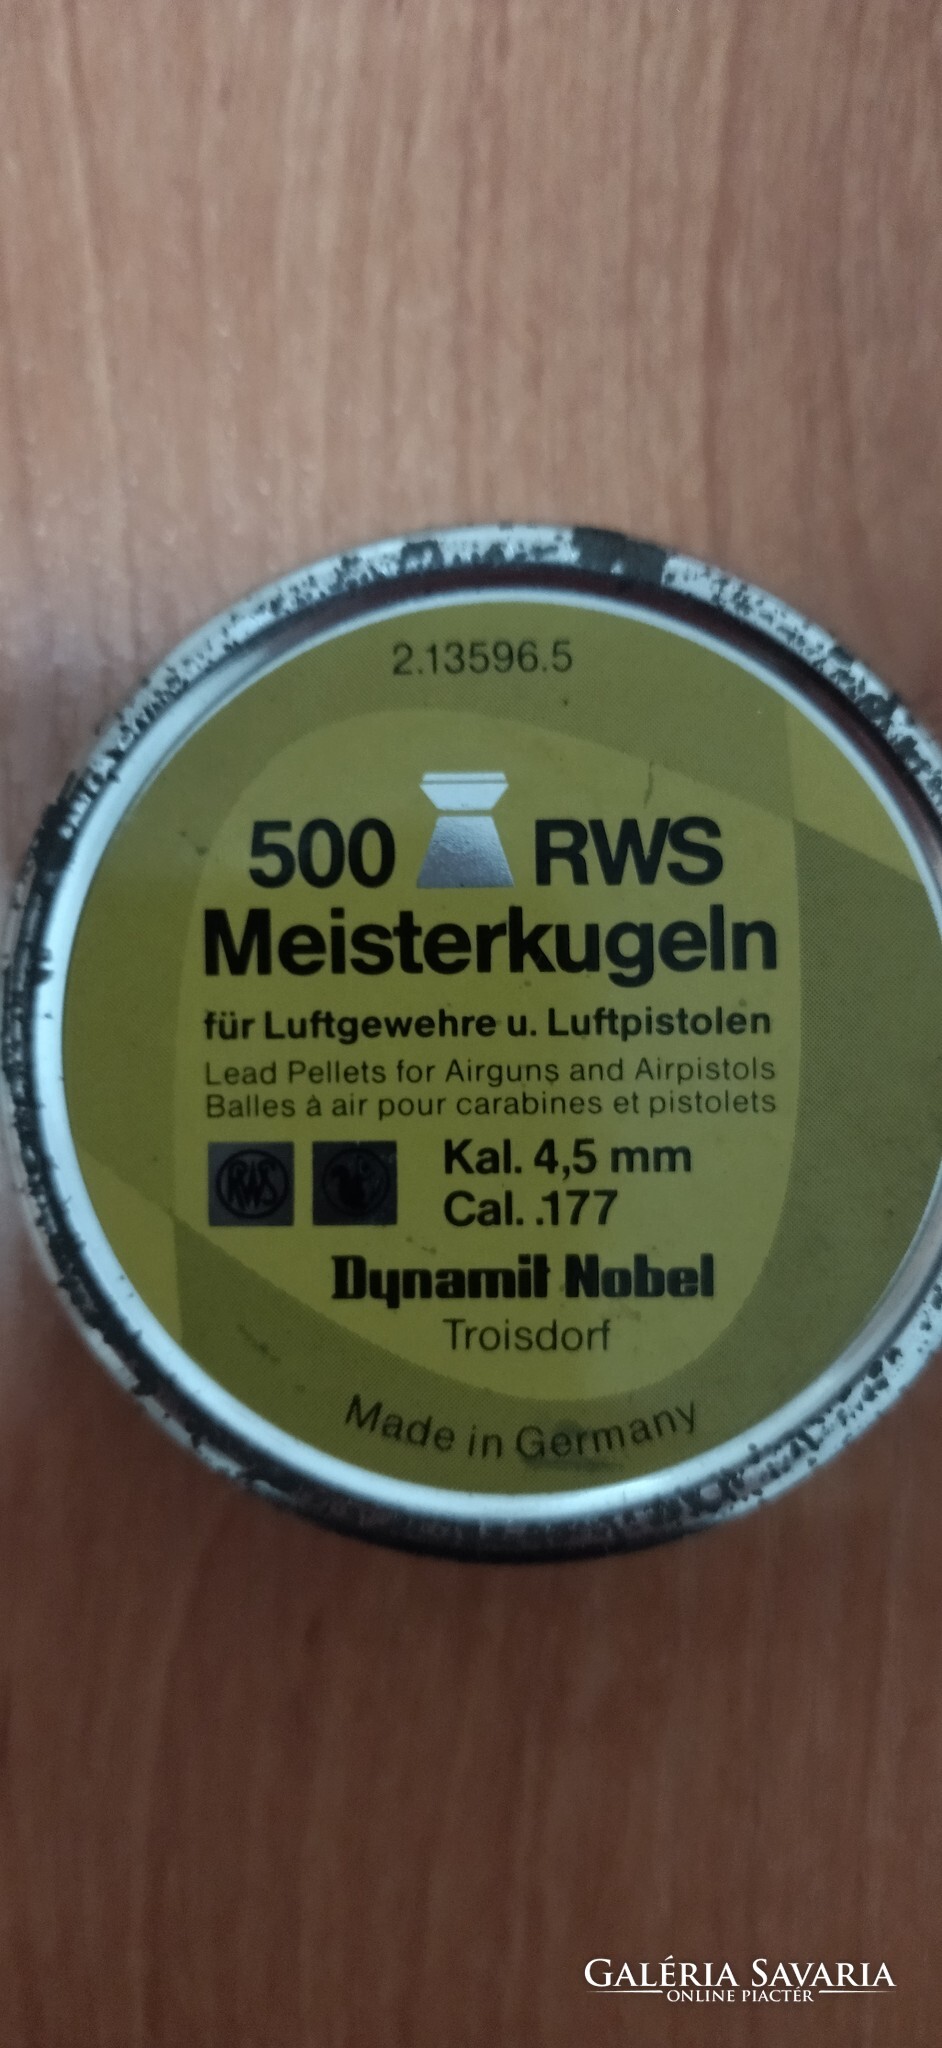 2.13596.5
500 RWS
Meisterkugeln
für Luftgewehre u. Luftpistolen
Lead Pellets for Airguns and Airpistols
Balles à air pour carabines et pistolets
RWS
Kal. 4,5 mm
Cal. .177
Dynamit Nobel
Troisdorf
Made in Germany
GALÉRIA SAVARIA
ONLINE PIACTÉR